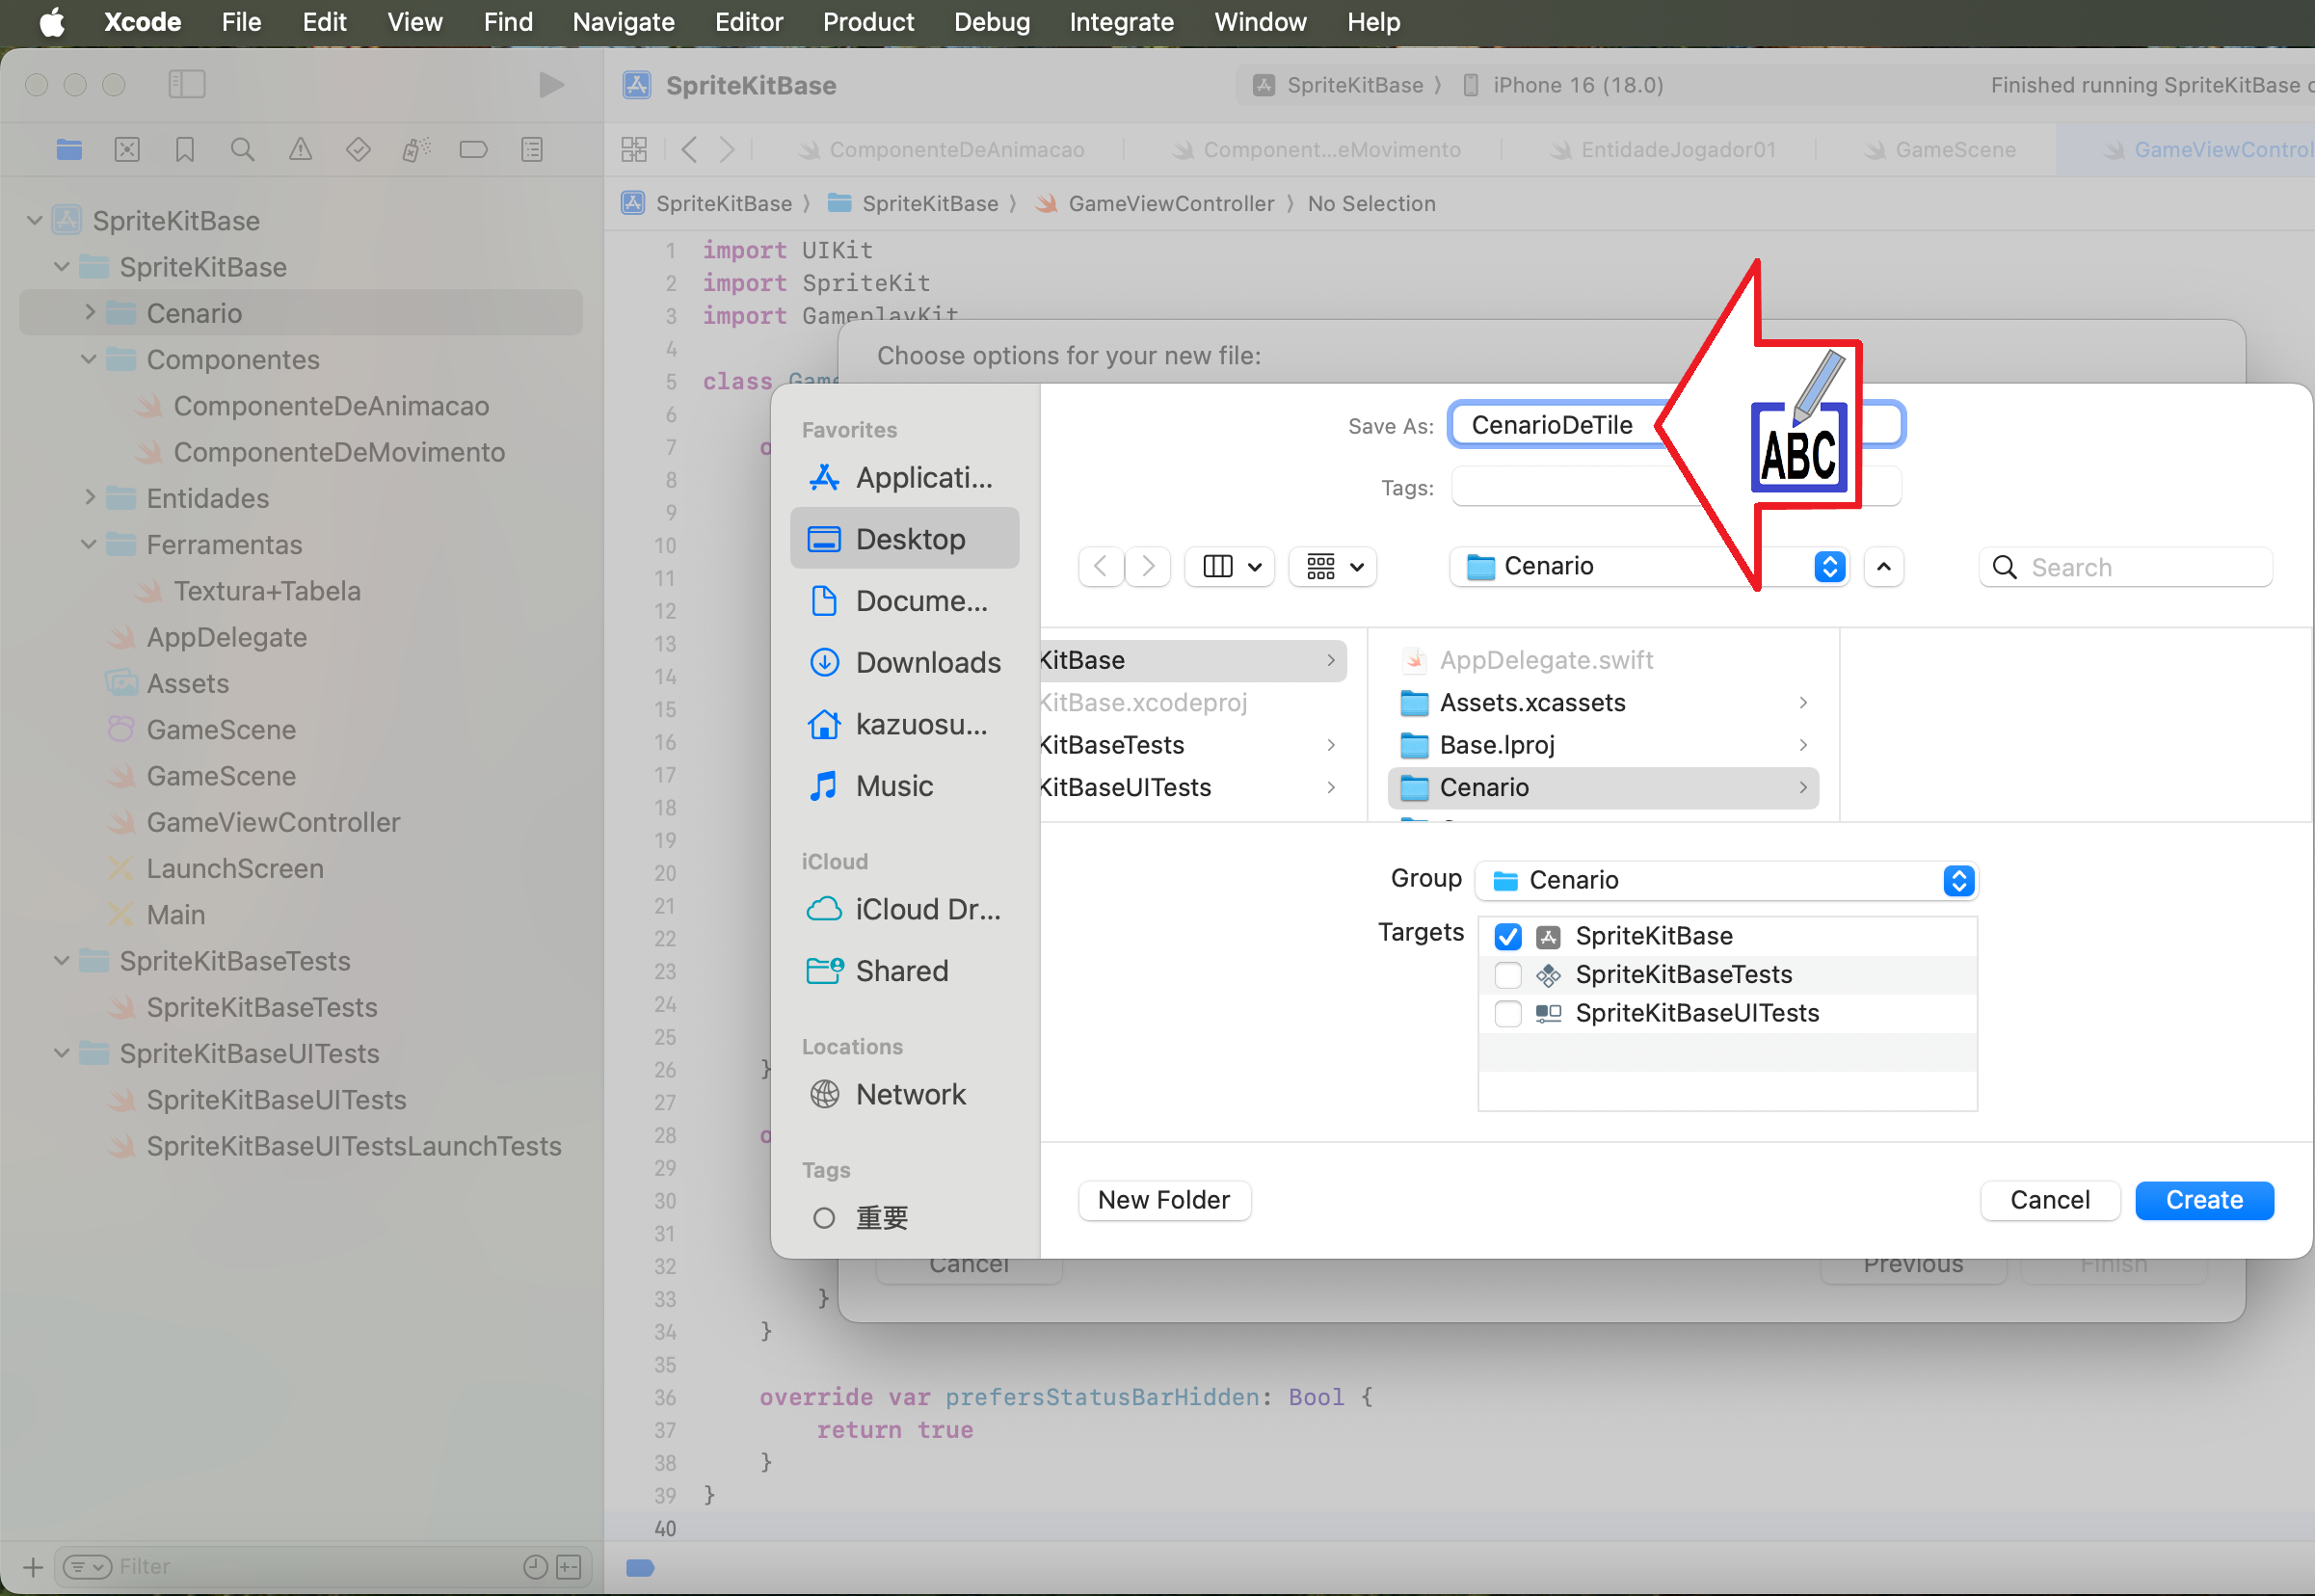 Xcode File Edit View Find Navigate Editor Product Debug Integrate Window Help
SpriteKitBase
SpriteKitBase 〉 iPhone 16 (18.0)
Finished running SpriteKitBase
ComponenteDeAnimacao
Component...eMovimento
EntidadeJogador01
GameScene
GameViewControl
SpriteKitBase 〉 SpriteKitBase 〉 GameViewController 〉 No Selection
SpriteKitBase
SpriteKitBase
Cenario
Componentes
ComponenteDeAnimacao
ComponenteDeMovimento
Entidades
Ferramentas
Textura+Tabela
AppDelegate
Assets
GameScene
GameScene
GameViewController
LaunchScreen
Main
SpriteKitBaseTests
SpriteKitBaseTests
SpriteKitBaseUITests
SpriteKitBaseUITests
SpriteKitBaseUITestsLaunchTests
Filter
1 import UIKit
2 import SpriteKit
3 import GameplayKit
4
5 class Game
6
7 o
8
9
10
11
12
13
14
15
16
17
18
19
20
21
22
23
24
25
26 }
27
28 o
29
30
31
32
33 }
34 }
35
36 override var prefersStatusBarHidden: Bool {
37 return true
38 }
39 }
40
Choose options for your new file:
Favorites
Applicati...
Desktop
Docume...
Downloads
kazuosu...
Music
iCloud
iCloud Dr...
Shared
Locations
Network
Tags
重要
Save As: CenarioDeTile
ABC
Tags:
Cenario
Search
KitBase
KitBase.xcodeproj
KitBaseTests
KitBaseUITests
AppDelegate.swift
Assets.xcassets
Base.lproj
Cenario
Group Cenario
Targets SpriteKitBase
SpriteKitBaseTests
SpriteKitBaseUITests
New Folder Cancel Create
Cancel Previous Finish